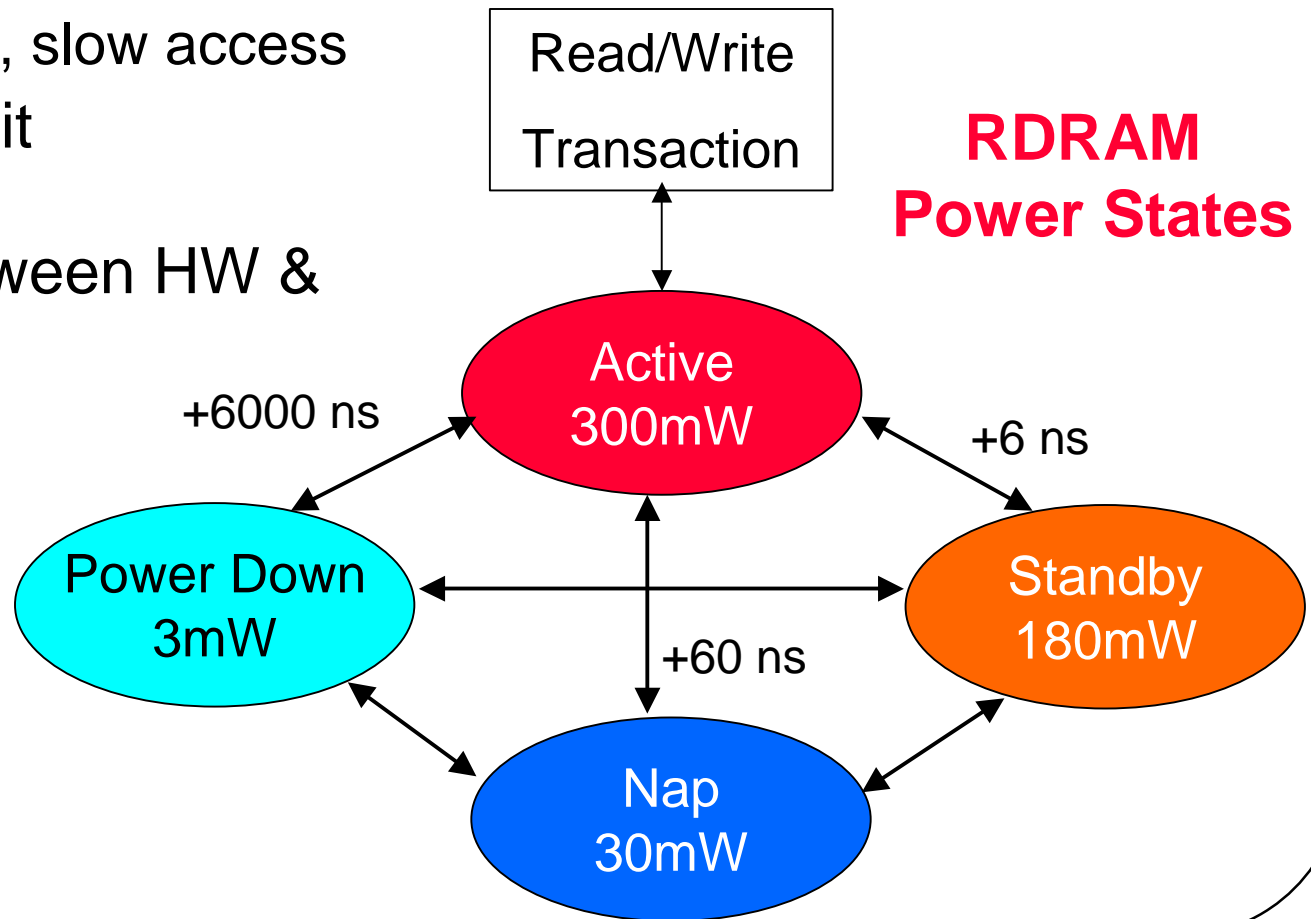 , slow access
it
ween HW &
Read/Write
Transaction
RDRAM
Power States
Active
300mW
+6000 ns
+6 ns
Power Down
3mW
Standby
180mW
+60 ns
Nap
30mW